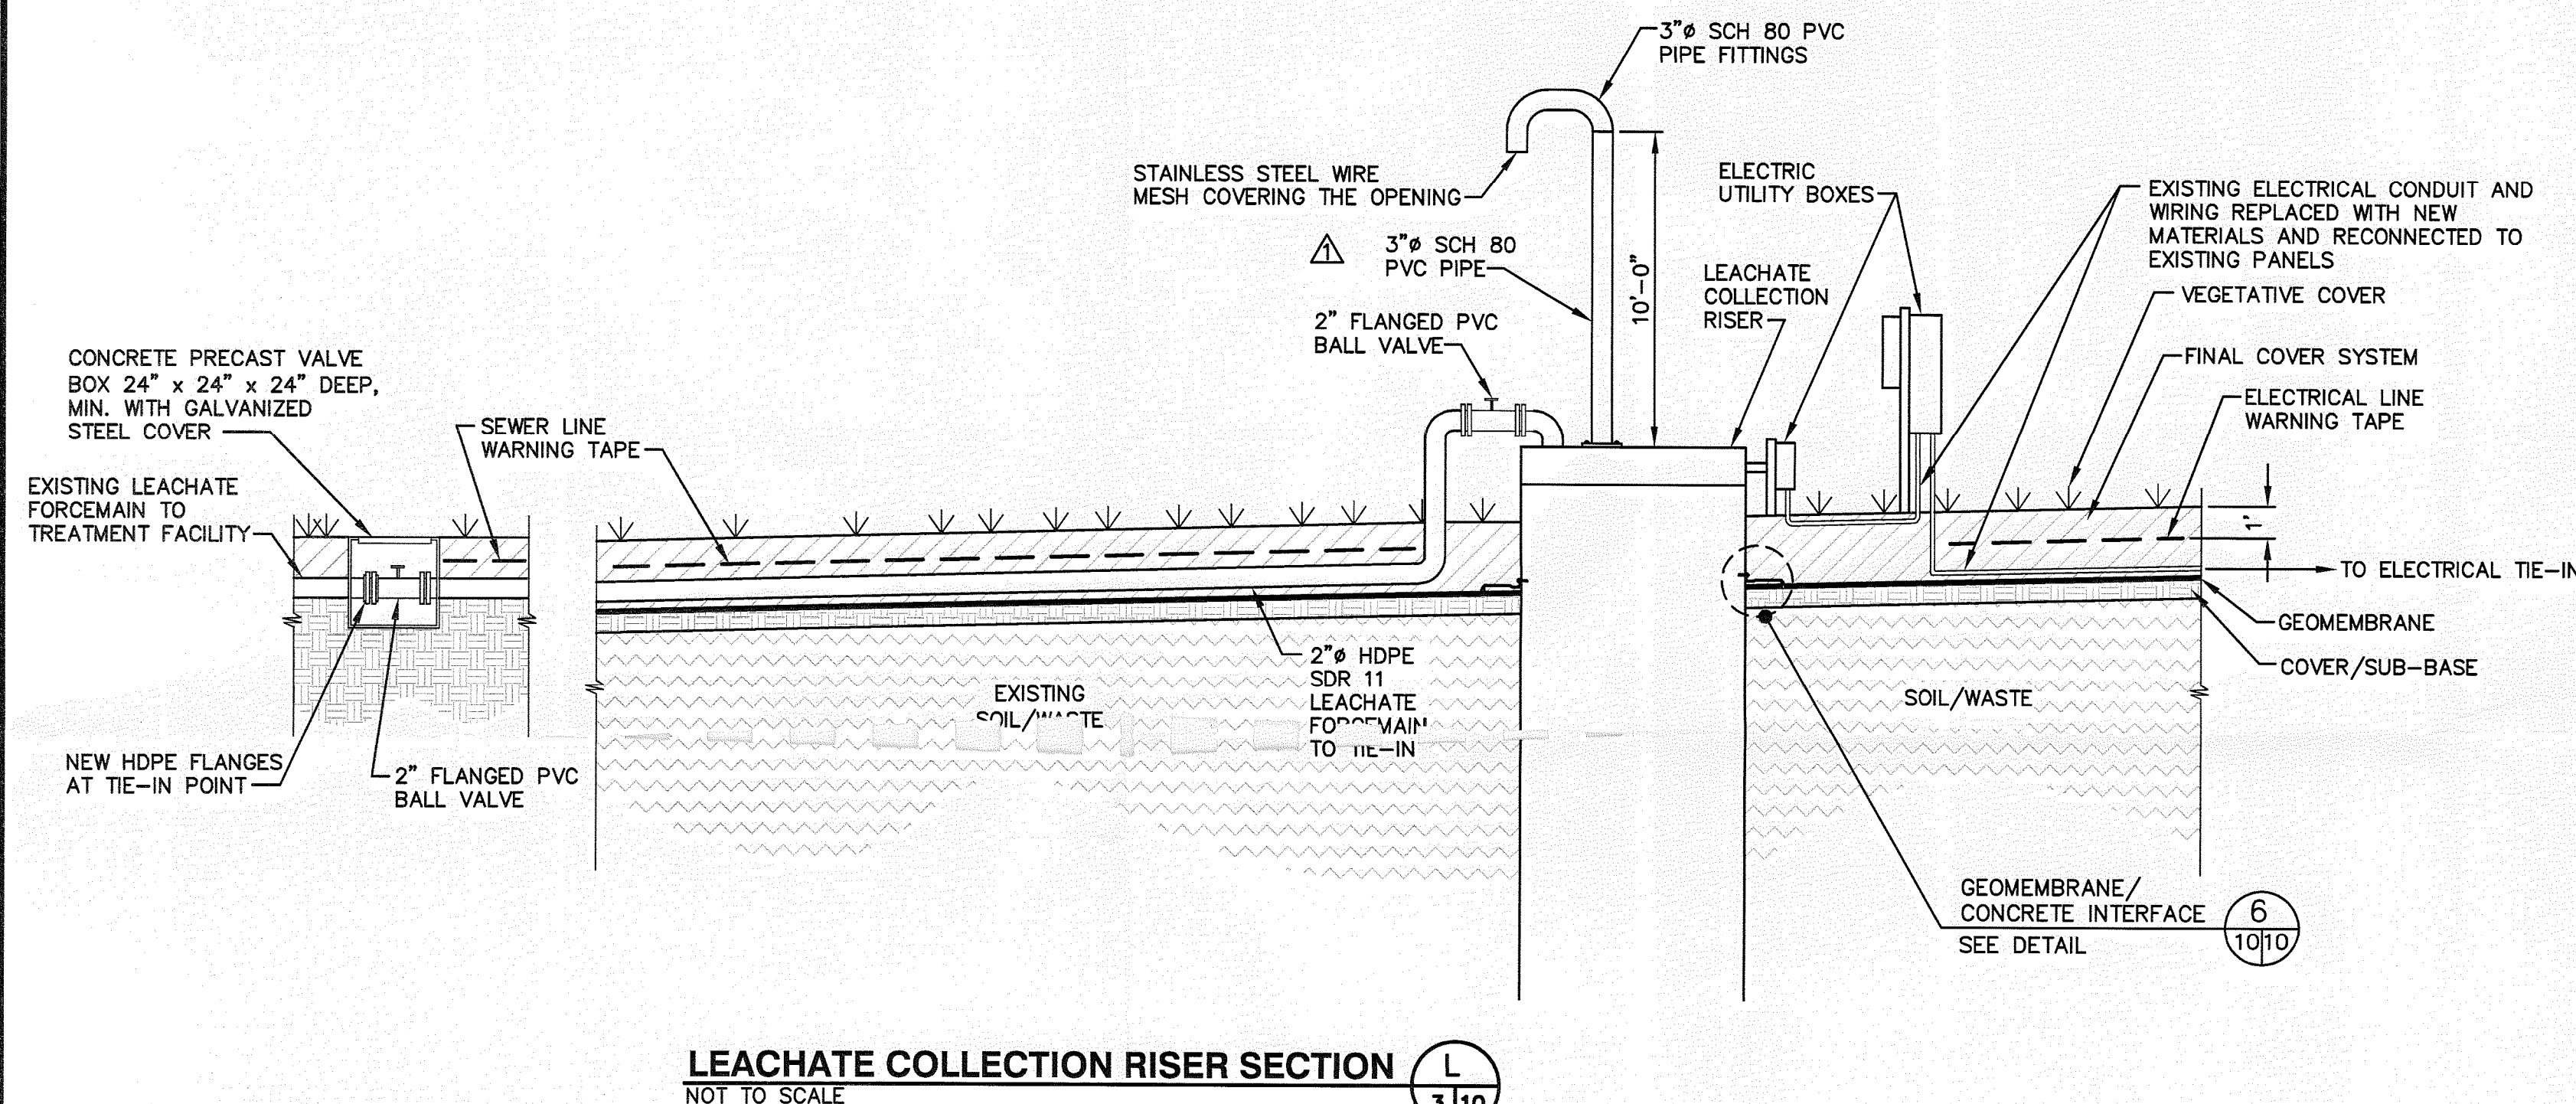 3"ø SCH 80 PVC
PIPE FITTINGS
STAINLESS STEEL WIRE
MESH COVERING THE OPENING
1
3"ø SCH 80
PVC PIPE
2" FLANGED PVC
BALL VALVE
10'-0"
ELECTRIC
UTILITY BOXES
LEACHATE
COLLECTION
RISER
EXISTING ELECTRICAL CONDUIT AND
WIRING REPLACED WITH NEW
MATERIALS AND RECONNECTED TO
EXISTING PANELS
VEGETATIVE COVER
FINAL COVER SYSTEM
ELECTRICAL LINE
WARNING TAPE
1'
TO ELECTRICAL TIE-IN
GEOMEMBRANE
COVER/SUB-BASE
CONCRETE PRECAST VALVE
BOX 24" x 24" x 24" DEEP,
MIN. WITH GALVANIZED
STEEL COVER
SEWER LINE
WARNING TAPE
EXISTING LEACHATE
FORCEMAIN TO
TREATMENT FACILITY
NEW HDPE FLANGES
AT TIE-IN POINT
2" FLANGED PVC
BALL VALVE
EXISTING
SOIL/WASTE
2"ø HDPE
SDR 11
LEACHATE
FORCEMAIN
TO TIE-IN
SOIL/WASTE
GEOMEMBRANE/
CONCRETE INTERFACE
SEE DETAIL
6
10 10
LEACHATE COLLECTION RISER SECTION
NOT TO SCALE
L
3 10